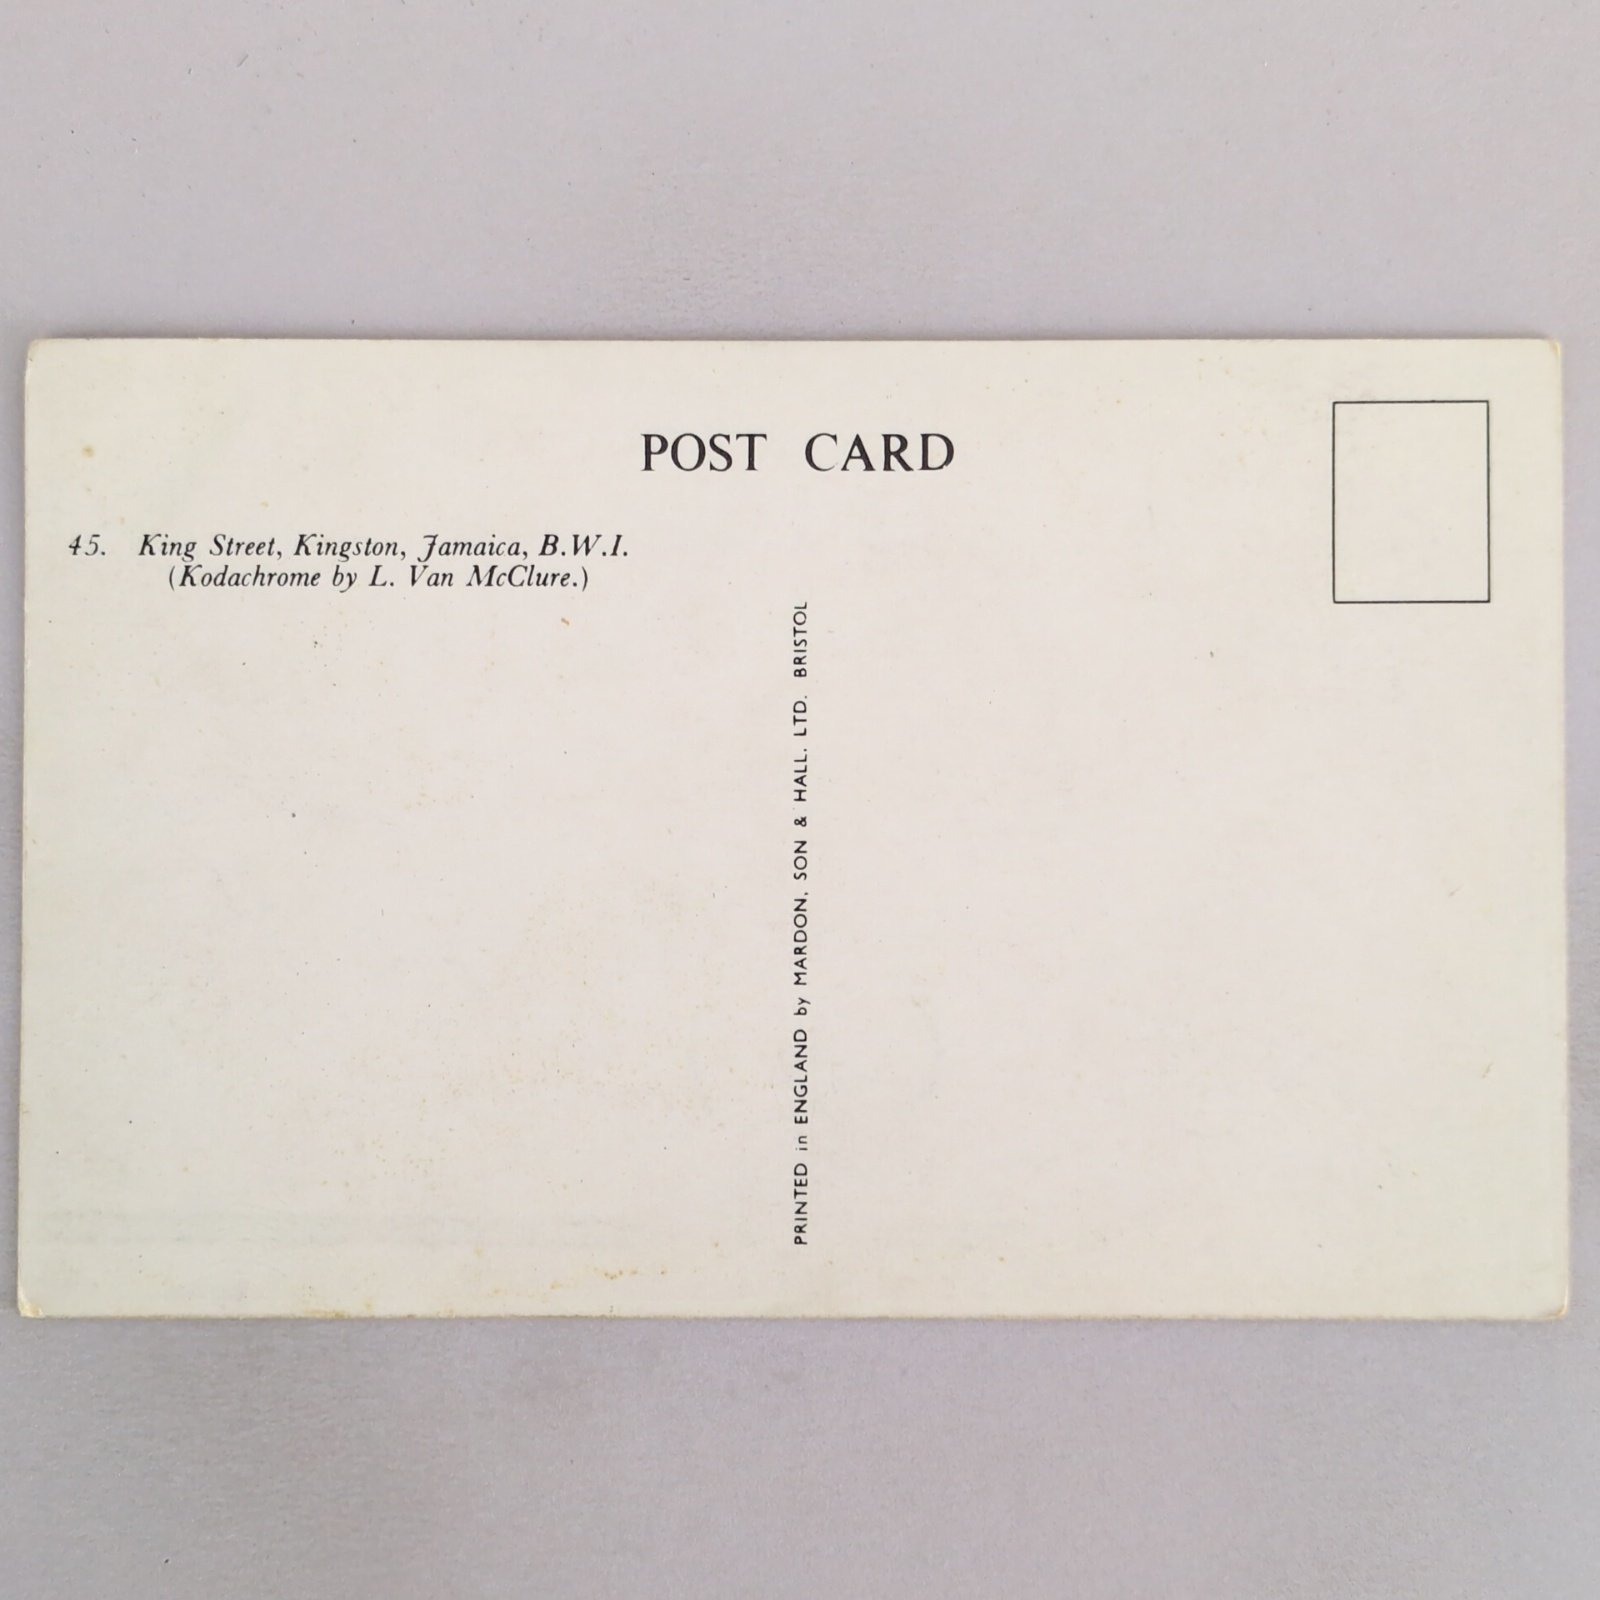 POST CARD
45. King Street, Kingston, Jamaica, B.W.I.
(Kodachrome by L. Van McClure.)
PRINTED in ENGLAND by MARDON, SON & HALL, LTD. BRISTOL